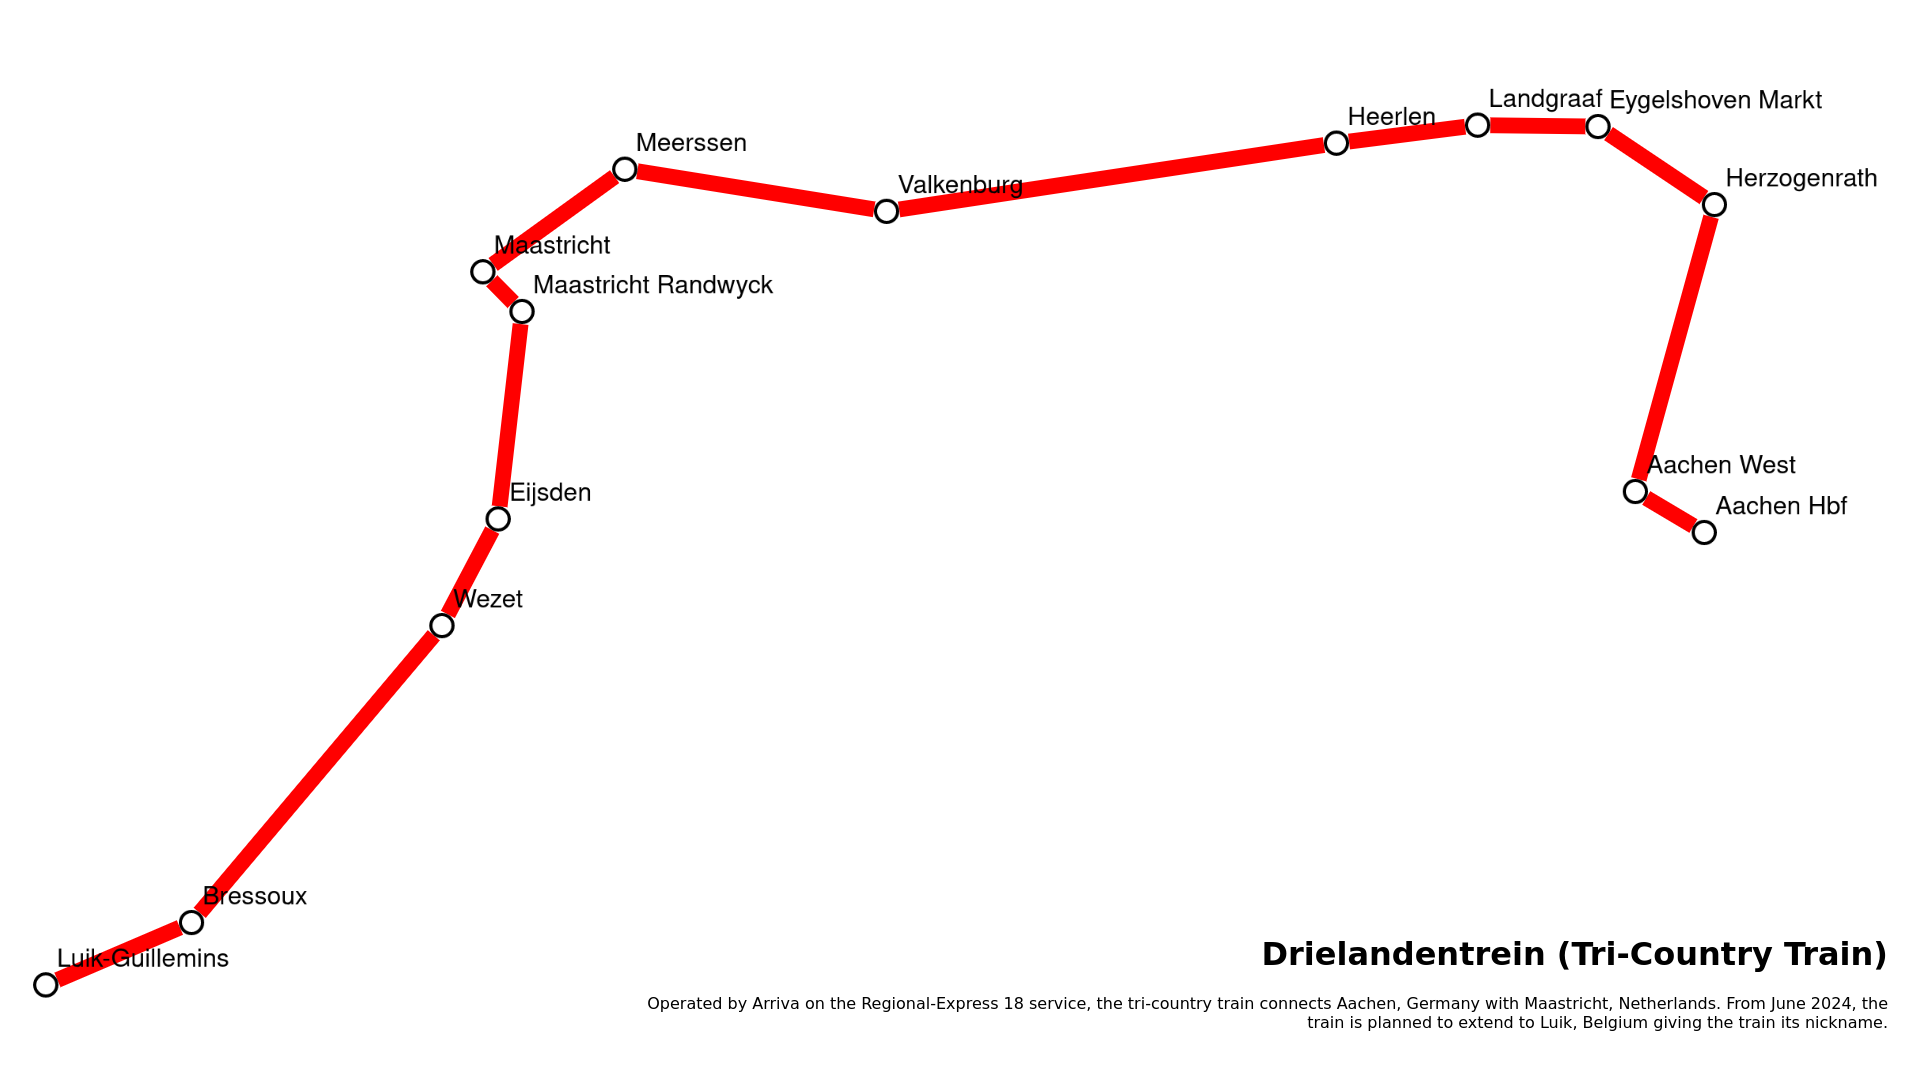 Landgraaf
Eygelshoven Markt
Heerlen
Meerssen
Herzogenrath
Valkenburg
Maastricht
Maastricht Randwyck
Aachen West
Eijsden
Aachen Hbf
Wezet
Bressoux
Luik-Guillemins
Drielandentrein (Tri-Country Train)
Operated by Arriva on the Regional-Express 18 service, the tri-country train connects Aachen, Germany with Maastricht, Netherlands. From June 2024, the
train is planned to extend to Luik, Belgium giving the train its nickname.